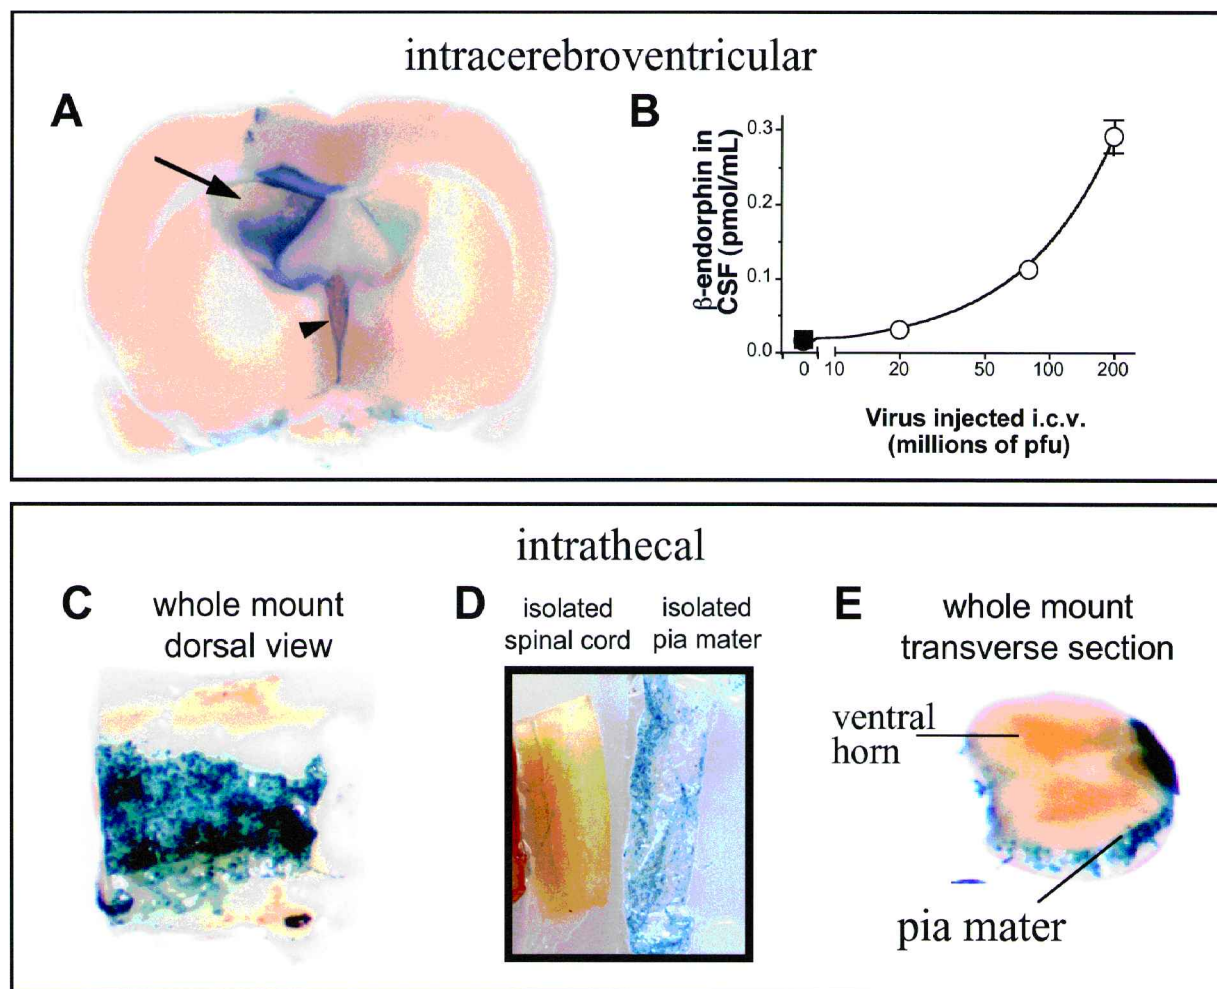 intracerebroventricular
A
B
β-endorphin in
CSF (pmol/mL)
0.3
0.2
0.1
0.0
0 10 20 50 100 200
Virus injected i.c.v.
(millions of pfu)
intrathecal
C
whole mount
dorsal view
D
isolated
spinal cord
isolated
pia mater
E
whole mount
transverse section
ventral
horn
pia mater